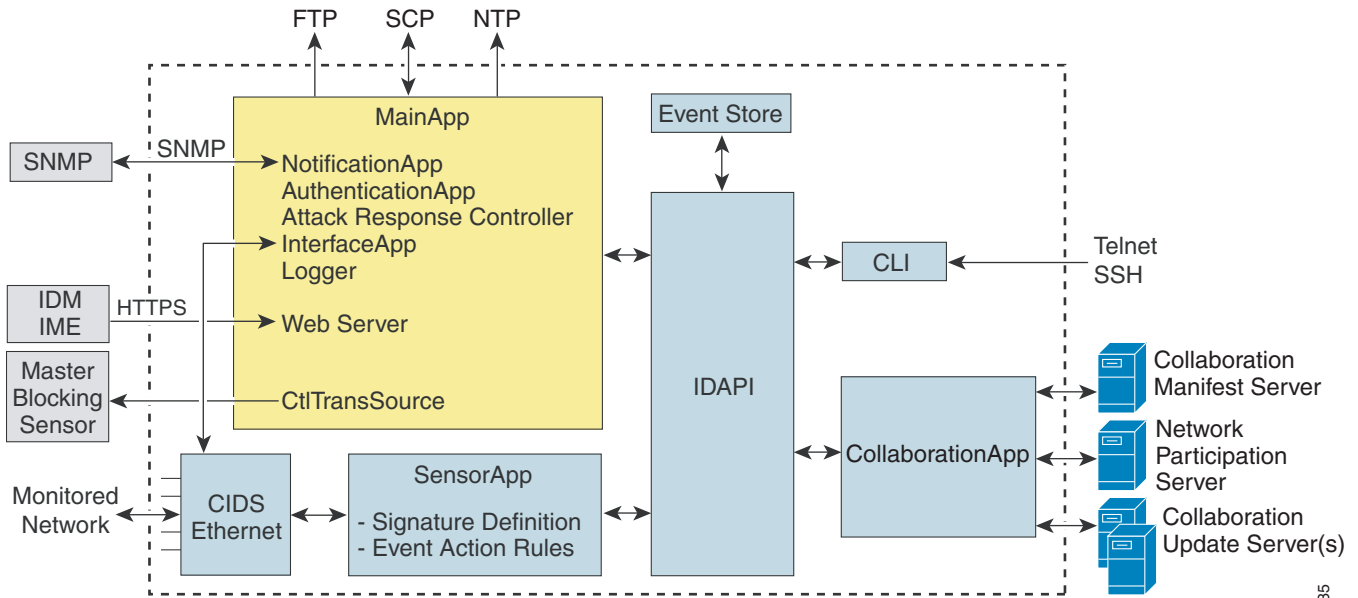 FTP
SCP
NTP
MainApp
Event Store
SNMP
SNMP
NotificationApp
AuthenticationApp
Attack Response Controller
InterfaceApp
Logger
CLI
Telnet
SSH
IDM
IME
HTTPS
Web Server
Master
Blocking
Sensor
CtlTransSource
IDAPI
CollaborationApp
Collaboration
Manifest Server
Network
Participation
Server
Collaboration
Update Server(s)
Monitored
Network
CIDS
Ethernet
SensorApp
- Signature Definition
- Event Action Rules